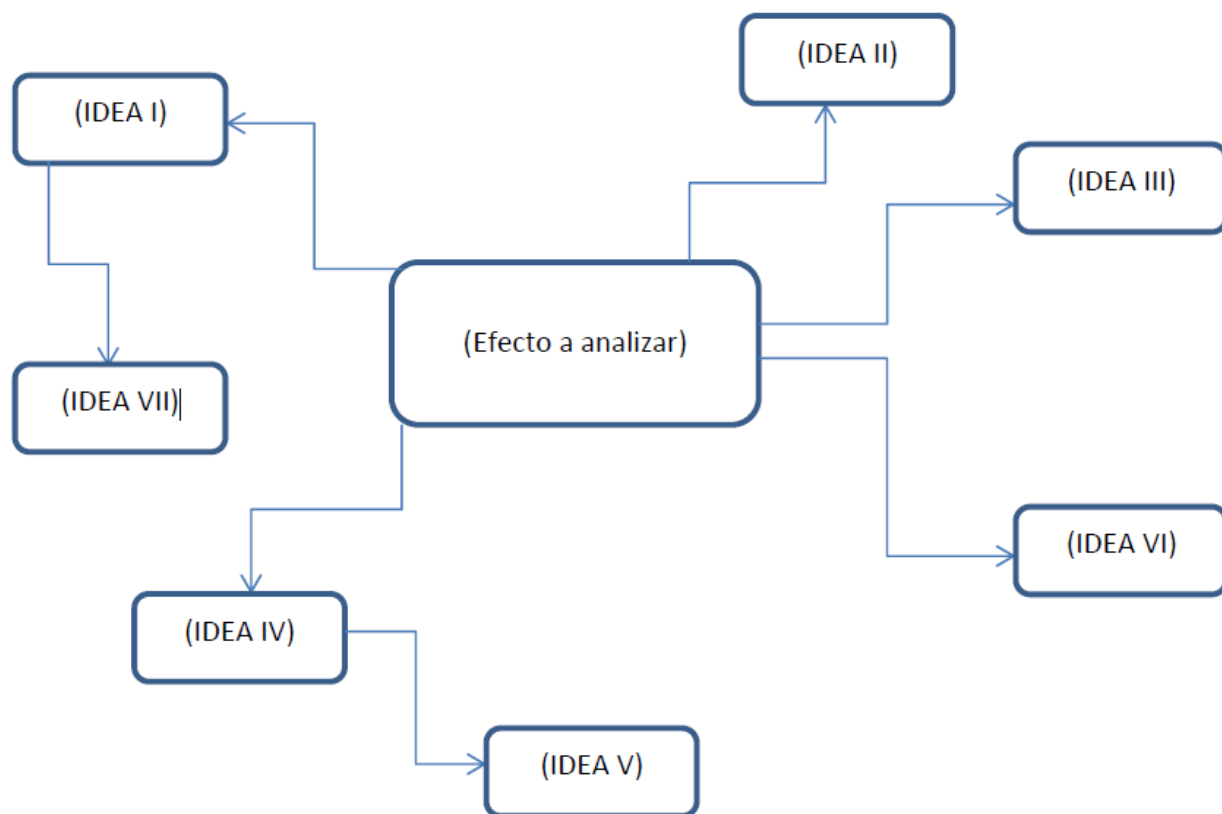 (IDEA II)
(IDEA I)
(IDEA III)
(Efecto a analizar)
(IDEA VII)
(IDEA VI)
(IDEA IV)
(IDEA V)